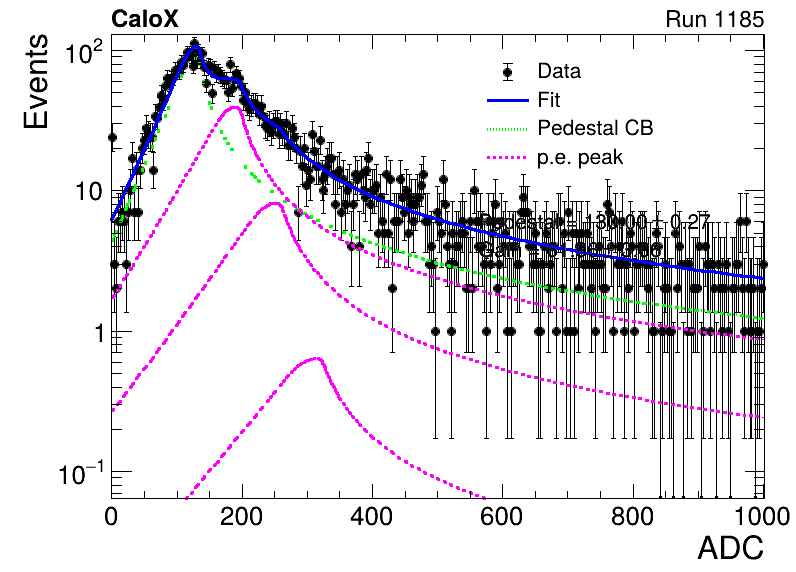 CaloX Run 1185
Events
Data
Fit
Pedestal CB
p.e. peak
10²
10
1
10⁻¹
0 200 400 600 800 1000
ADC